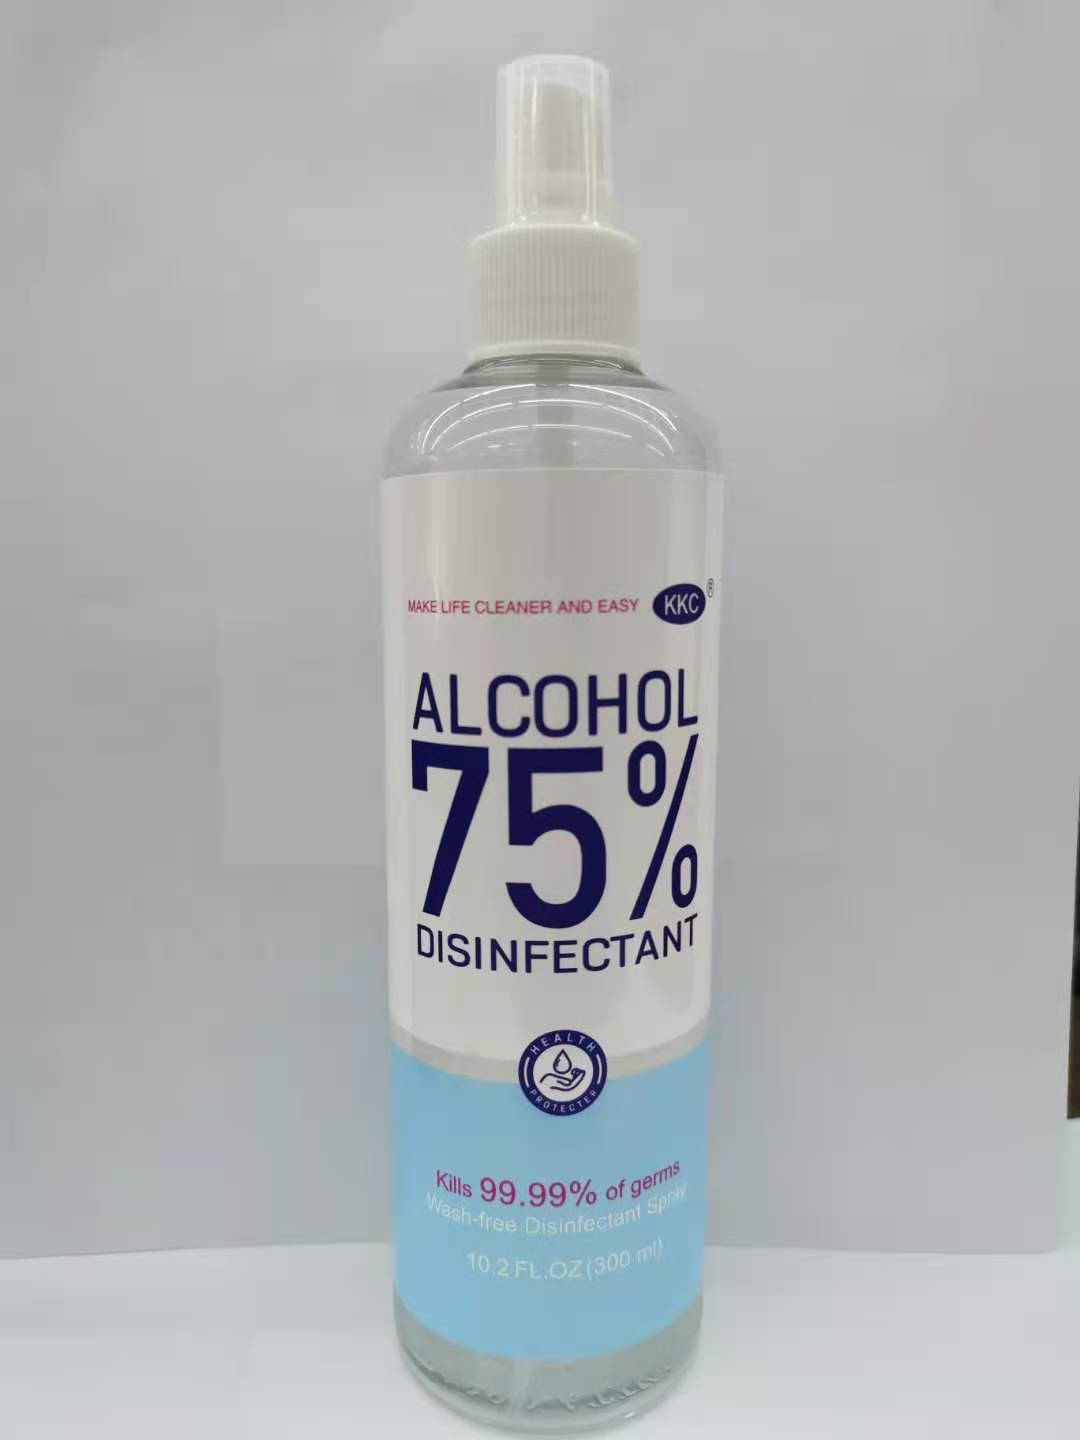 MAKE LIFE CLEANER AND EASY KKC®
ALCOHOL
75%
DISINFECTANT
HEALTH
PROTECTER
Kills 99.99% of germs
Wash-free Disinfectant Spray
10.2 FL.OZ(300 ml)